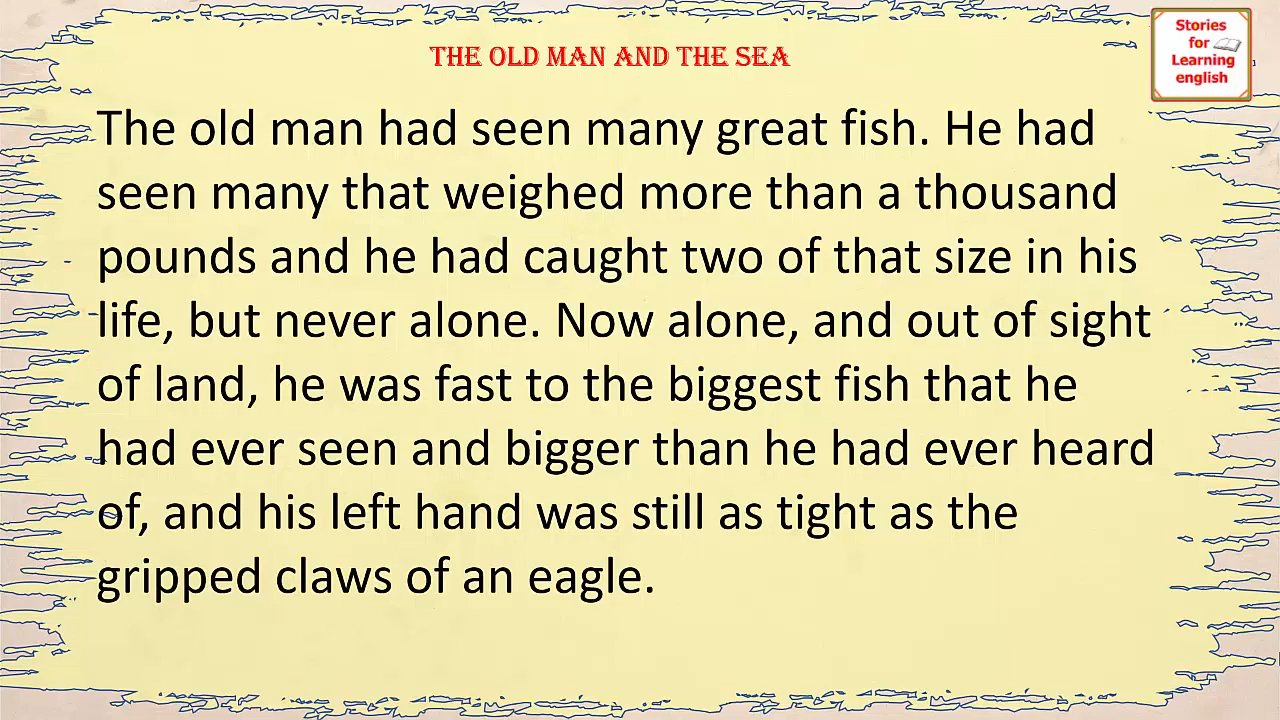 THE OLD MAN AND THE SEA
Stories
for
Learning
english
The old man had seen many great fish. He had
seen many that weighed more than a thousand
pounds and he had caught two of that size in his
life, but never alone. Now alone, and out of sight
of land, he was fast to the biggest fish that he
had ever seen and bigger than he had ever heard
of, and his left hand was still as tight as the
gripped claws of an eagle.